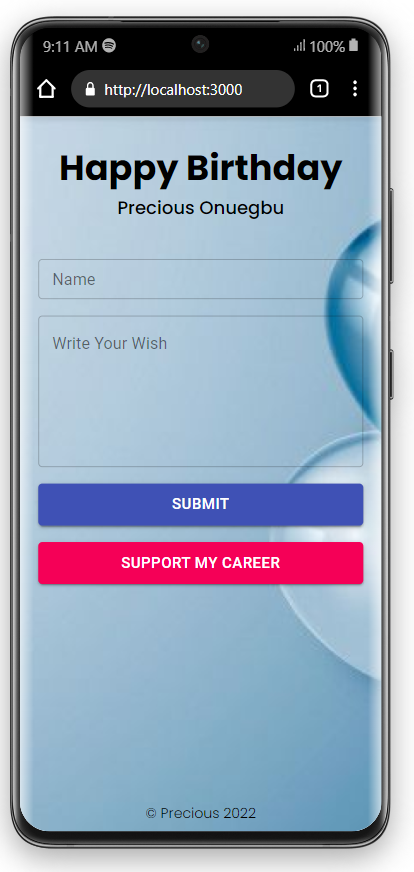 9:11 AM 100%
http://localhost:3000 1
Happy Birthday
Precious Onuegbu
Name
Write Your Wish
SUBMIT
SUPPORT MY CAREER
© Precious 2022